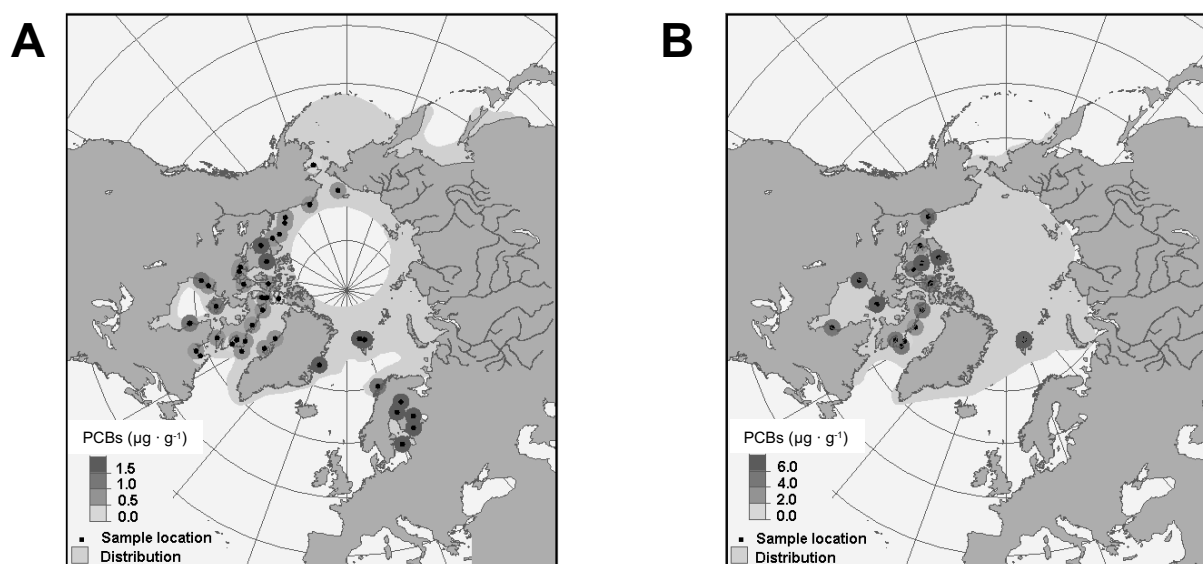 A
PCBs (µg · g⁻¹)
1.5
1.0
0.5
0.0
Sample location
Distribution
B
PCBs (µg · g⁻¹)
6.0
4.0
2.0
0.0
Sample location
Distribution